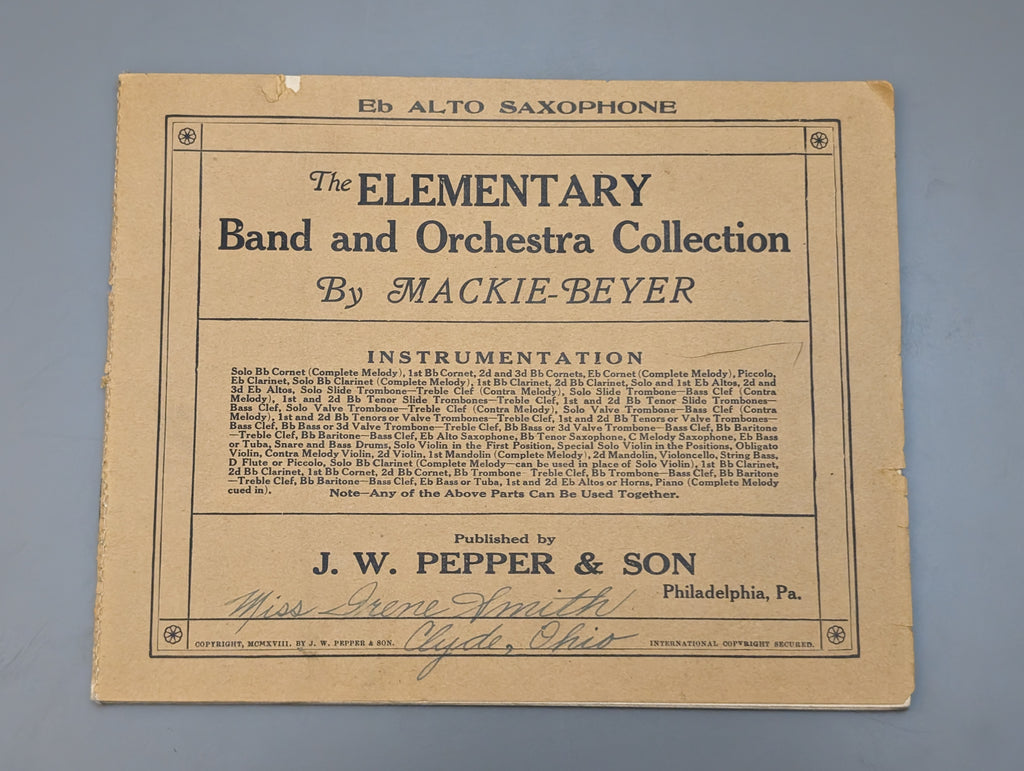 Eb ALTO SAXOPHONE
The ELEMENTARY
Band and Orchestra Collection
By MACKIE-BEYER
INSTRUMENTATION
Solo Bb Cornet (Complete Melody), 1st Bb Cornet, 2d and 3d Bb Cornets, Eb Cornet (Complete Melody), Piccolo,
Eb Clarinet, Solo Bb Clarinet (Complete Melody), 1st Bb Clarinet, 2d Bb Clarinet, Solo and 1st Eb Altos, 2d and
3d Eb Altos, Solo Slide Trombone—Treble Clef (Contra Melody), Solo Slide Trombone—Bass Clef (Contra
Melody), 1st and 2d Bb Tenor Slide Trombones—Treble Clef, 1st and 2d Bb Tenor Slide Trombones—
Bass Clef, Solo Valve Trombone—Treble Clef (Contra Melody), Solo Valve Trombone—Bass Clef (Contra
Melody), 1st and 2d Bb Tenors or Valve Trombones—Treble Clef, 1st and 2d Bb Tenors or Valve Trombones—
Bass Clef, Bb Bass or 3d Valve Trombone—Treble Clef, Bb Bass or 3d Valve Trombone—Bass Clef, Bb Baritone
—Treble Clef, Bb Baritone—Bass Clef, Eb Alto Saxophone, Bb Tenor Saxophone, C Melody Saxophone, Eb Bass
or Tuba, Snare and Bass Drums, Solo Violin in the First Position, Special Solo Violin in the Positions, Obligato
Violin, Contra Melody Violin, 2d Violin, 1st Mandolin (Complete Melody), 2d Mandolin, Violoncello, String Bass,
D Flute or Piccolo, Solo Bb Clarinet (Complete Melody—can be used in place of Solo Violin), 1st Bb Clarinet,
2d Bb Clarinet, 1st Bb Cornet, 2d Bb Cornet, Bb Trombone—Treble Clef, Bb Trombone—Bass Clef, Bb Baritone
—Treble Clef, Bb Baritone—Bass Clef, Eb Bass or Tuba, 1st and 2d Eb Altos or Horns, Piano (Complete Melody
cued in).
Note—Any of the Above Parts Can Be Used Together.
Published by
J. W. PEPPER & SON
Philadelphia, Pa.
Miss Irene Smith
Clyde, Ohio
COPYRIGHT, MCMXVIII. BY J. W. PEPPER & SON. INTERNATIONAL COPYRIGHT SECURED.